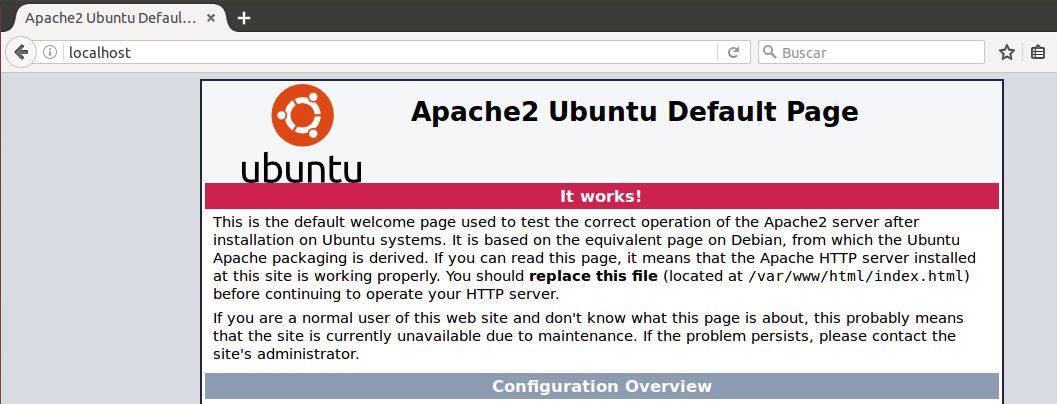 Apache2 Ubuntu Defaul...
localhost
Buscar
ubuntu
Apache2 Ubuntu Default Page
It works!
This is the default welcome page used to test the correct operation of the Apache2 server after
installation on Ubuntu systems. It is based on the equivalent page on Debian, from which the Ubuntu
Apache packaging is derived. If you can read this page, it means that the Apache HTTP server installed
at this site is working properly. You should replace this file (located at /var/www/html/index.html)
before continuing to operate your HTTP server.
If you are a normal user of this web site and don't know what this page is about, this probably means
that the site is currently unavailable due to maintenance. If the problem persists, please contact the
site's administrator.
Configuration Overview